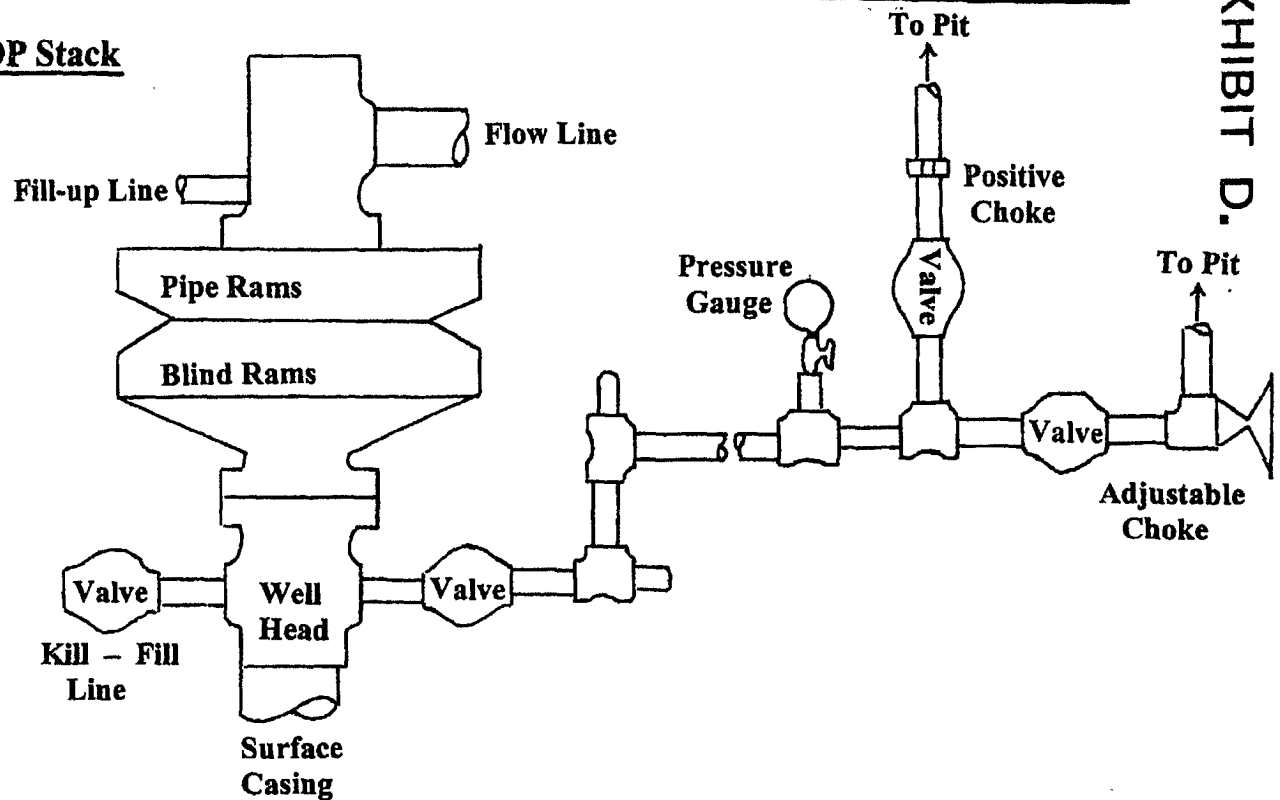 To Pit
OP Stack
XHIBIT D.
Flow Line
Fill-up Line
Positive
Choke
Valve
Pressure
Gauge
To Pit
Pipe Rams
Blind Rams
Valve
Adjustable
Choke
Valve
Well
Head
Valve
Kill – Fill
Line
Surface
Casing